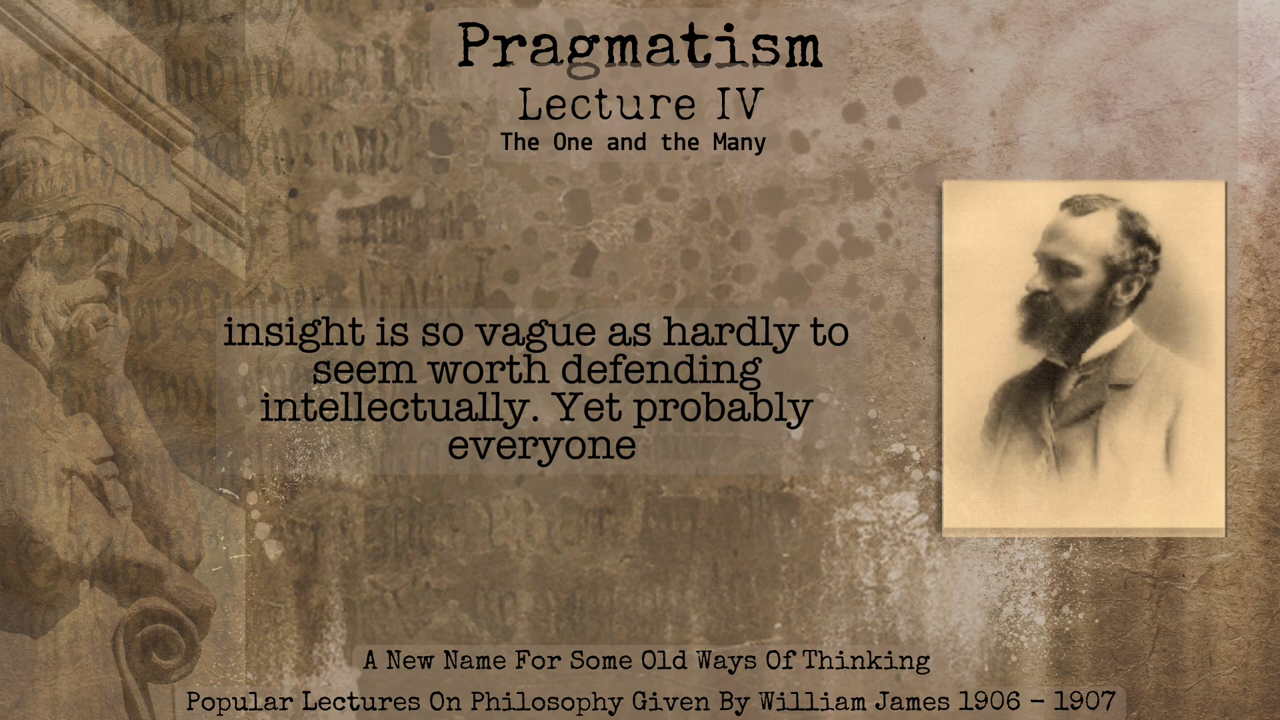 Pragmatism
Lecture IV
The One and the Many
insight is so vague as hardly to
seem worth defending
intellectually. Yet probably
everyone
A New Name For Some Old Ways Of Thinking
Popular Lectures On Philosophy Given By William James 1906 - 1907